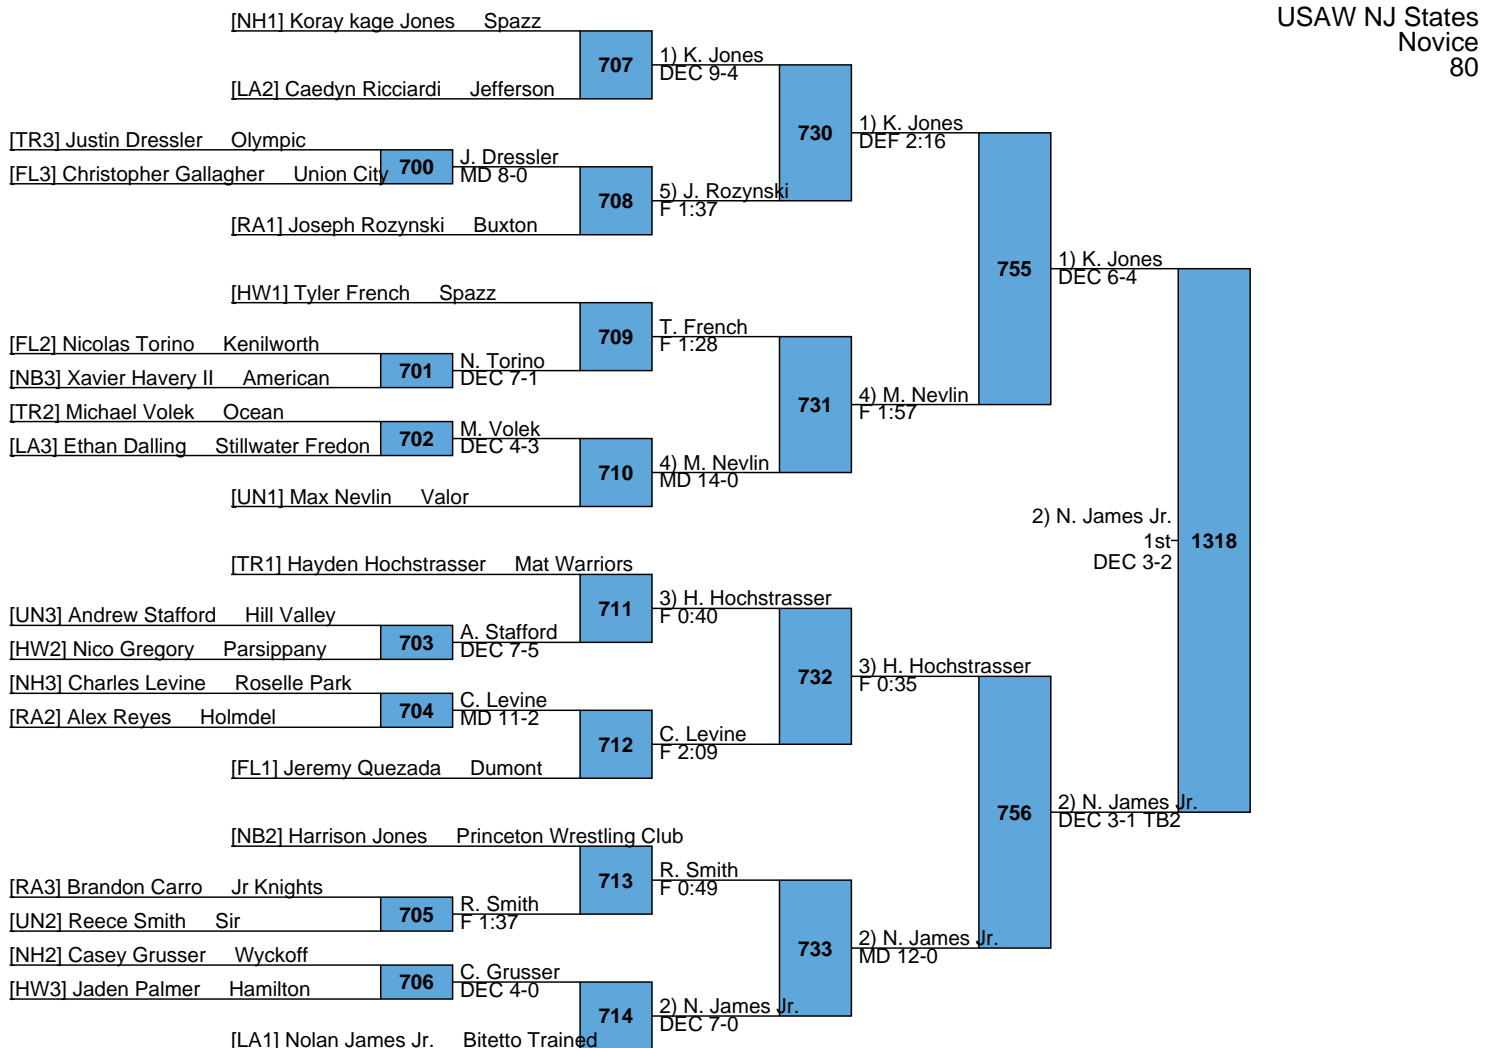 USAW NJ States
Novice
80
[NH1] Koray kage Jones Spazz
707
1) K. Jones
DEC 9-4
[LA2] Caedyn Ricciardi Jefferson
730
1) K. Jones
DEF 2:16
[TR3] Justin Dressler Olympic
700
J. Dressler
MD 8-0
[FL3] Christopher Gallagher Union City
708
5) J. Rozynski
F 1:37
[RA1] Joseph Rozynski Buxton
755
1) K. Jones
DEC 6-4
[HW1] Tyler French Spazz
709
T. French
F 1:28
[FL2] Nicolas Torino Kenilworth
701
N. Torino
DEC 7-1
[NB3] Xavier Havery II American
731
4) M. Nevlin
F 1:57
[TR2] Michael Volek Ocean
702
M. Volek
DEC 4-3
[LA3] Ethan Dalling Stillwater Fredon
710
4) M. Nevlin
MD 14-0
[UN1] Max Nevlin Valor
2) N. James Jr.
1st
DEC 3-2
1318
[TR1] Hayden Hochstrasser Mat Warriors
711
3) H. Hochstrasser
F 0:40
[UN3] Andrew Stafford Hill Valley
703
A. Stafford
DEC 7-5
[HW2] Nico Gregory Parsippany
732
3) H. Hochstrasser
F 0:35
[NH3] Charles Levine Roselle Park
704
C. Levine
MD 11-2
[RA2] Alex Reyes Holmdel
712
C. Levine
F 2:09
[FL1] Jeremy Quezada Dumont
756
2) N. James Jr.
DEC 3-1 TB2
[NB2] Harrison Jones Princeton Wrestling Club
713
R. Smith
F 0:49
[RA3] Brandon Carro Jr Knights
705
R. Smith
F 1:37
[UN2] Reece Smith Sir
733
2) N. James Jr.
MD 12-0
[NH2] Casey Grusser Wyckoff
706
C. Grusser
DEC 4-0
[HW3] Jaden Palmer Hamilton
714
2) N. James Jr.
DEC 7-0
[LA1] Nolan James Jr. Bitetto Trained